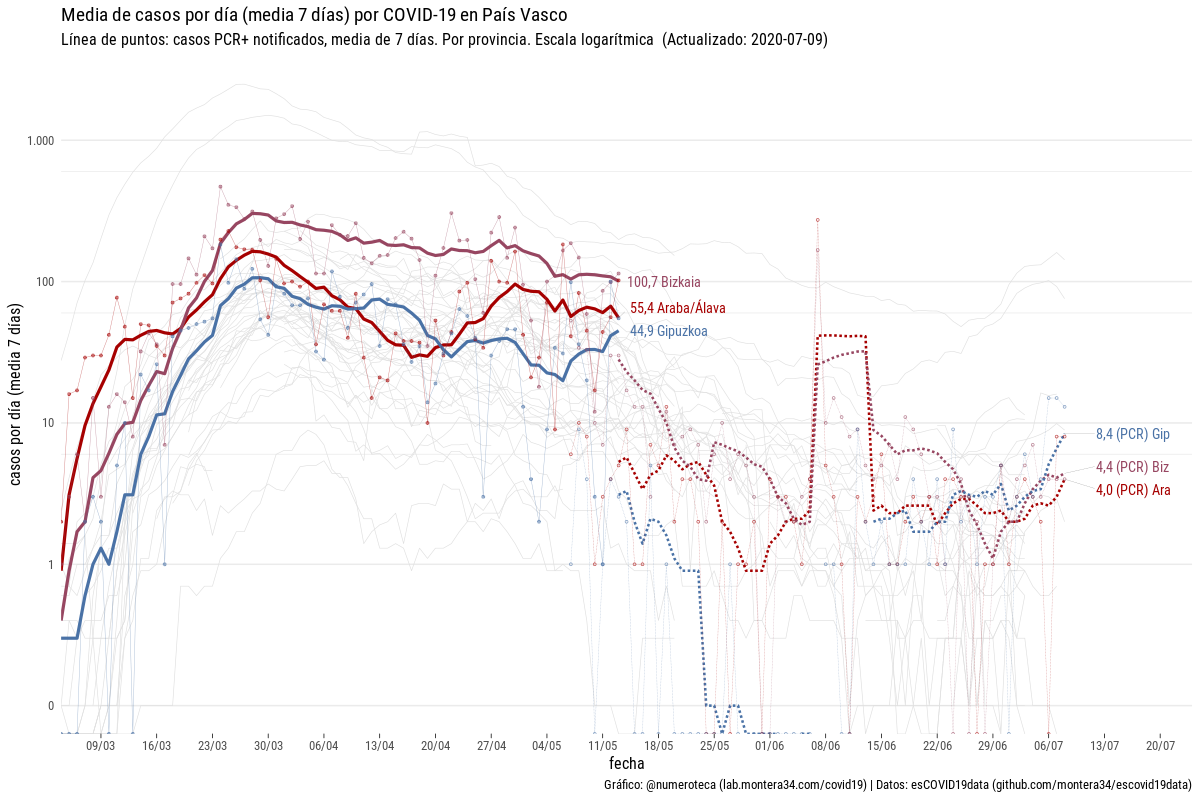 Media de casos por día (media 7 días) por COVID-19 en País Vasco
Línea de puntos: casos PCR+ notificados, media de 7 días. Por provincia. Escala logarítmica (Actualizado: 2020-07-09)
casos por día (media 7 días)
1.000
100
10
1
0
100,7 Bizkaia
55,4 Araba/Álava
44,9 Gipuzkoa
8,4 (PCR) Gip
4,4 (PCR) Biz
4,0 (PCR) Ara
09/03 16/03 23/03 30/03 06/04 13/04 20/04 27/04 04/05 11/05 18/05 25/05 01/06 08/06 15/06 22/06 29/06 06/07 13/07 20/07
fecha
Gráfico: @numeroteca (lab.montera34.com/covid19) | Datos: esCOVID19data (github.com/montera34/escovid19data)